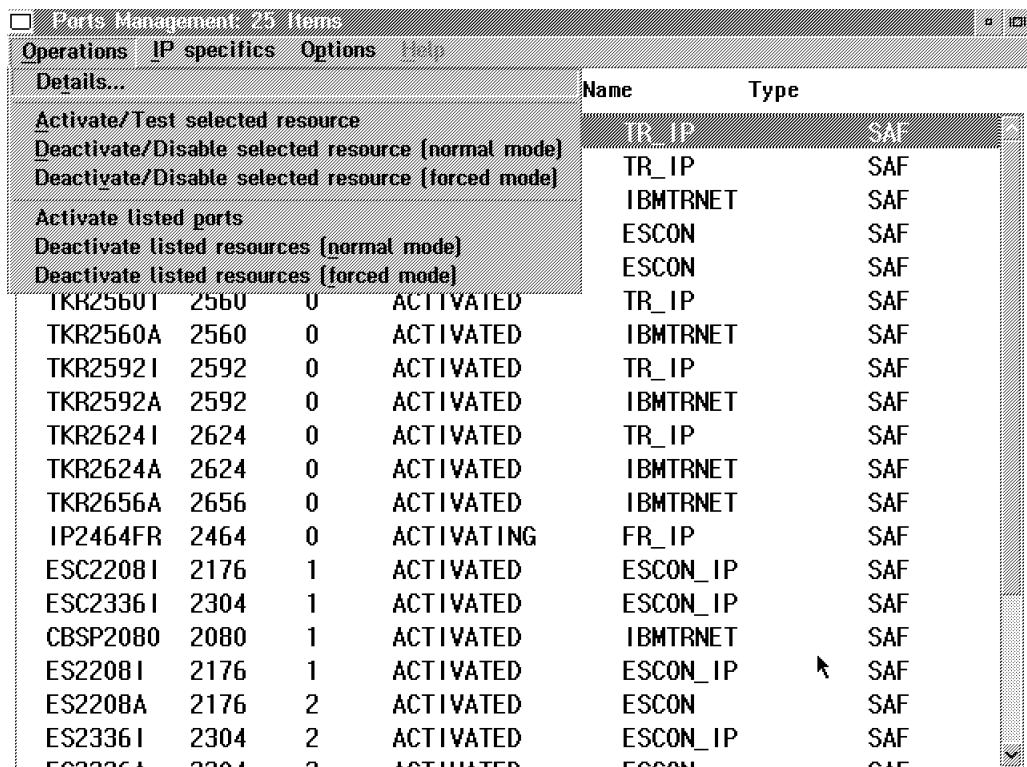 Ports Management: 25 Items
Operations IP specifics Options Help
Details...
Name Type
Activate/Test selected resource TR_IP SAF
Deactivate/Disable selected resource (normal mode)
TR_IP SAF
Deactivate/Disable selected resource (forced mode)
IBMTRNET SAF
Activate listed ports
ESCON SAF
Deactivate listed resources (normal mode)
Deactivate listed resources (forced mode)
ESCON SAF
TKR2560I 2560 0 ACTIVATED TR_IP SAF
TKR2560A 2560 0 ACTIVATED IBMTRNET SAF
TKR2592I 2592 0 ACTIVATED TR_IP SAF
TKR2592A 2592 0 ACTIVATED IBMTRNET SAF
TKR2624I 2624 0 ACTIVATED TR_IP SAF
TKR2624A 2624 0 ACTIVATED IBMTRNET SAF
TKR2656A 2656 0 ACTIVATED IBMTRNET SAF
IP2464FR 2464 0 ACTIVATING FR_IP SAF
ESC2208I 2176 1 ACTIVATED ESCON_IP SAF
ESC2336I 2304 1 ACTIVATED ESCON_IP SAF
CBSP2080 2080 1 ACTIVATED IBMTRNET SAF
ES2208I 2176 1 ACTIVATED ESCON_IP SAF
ES2208A 2176 2 ACTIVATED ESCON SAF
ES2336I 2304 2 ACTIVATED ESCON_IP SAF